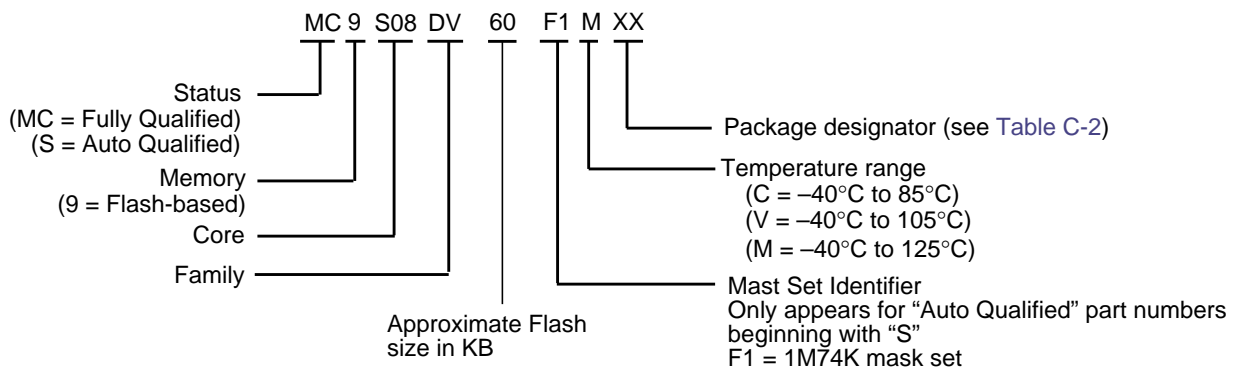 MC 9 S08 DV 60 F1 M XX
Status
(MC = Fully Qualified)
(S = Auto Qualified)
Memory
(9 = Flash-based)
Core
Family
Approximate Flash
size in KB
Package designator (see Table C-2)
Temperature range
(C = –40°C to 85°C)
(V = –40°C to 105°C)
(M = –40°C to 125°C)
Mast Set Identifier
Only appears for “Auto Qualified” part numbers
beginning with “S”
F1 = 1M74K mask set